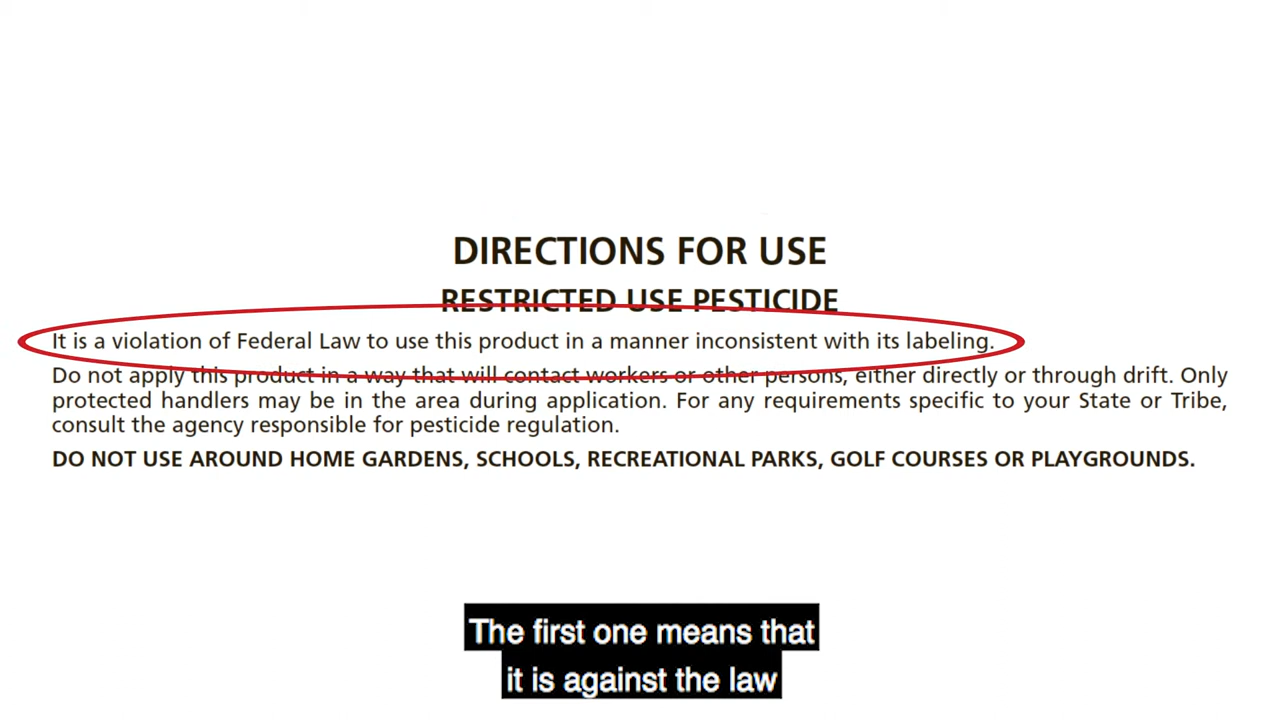 DIRECTIONS FOR USE
RESTRICTED USE PESTICIDE
It is a violation of Federal Law to use this product in a manner inconsistent with its labeling.
Do not apply this product in a way that will contact workers or other persons, either directly or through drift. Only
protected handlers may be in the area during application. For any requirements specific to your State or Tribe,
consult the agency responsible for pesticide regulation.
DO NOT USE AROUND HOME GARDENS, SCHOOLS, RECREATIONAL PARKS, GOLF COURSES OR PLAYGROUNDS.
The first one means that
it is against the law